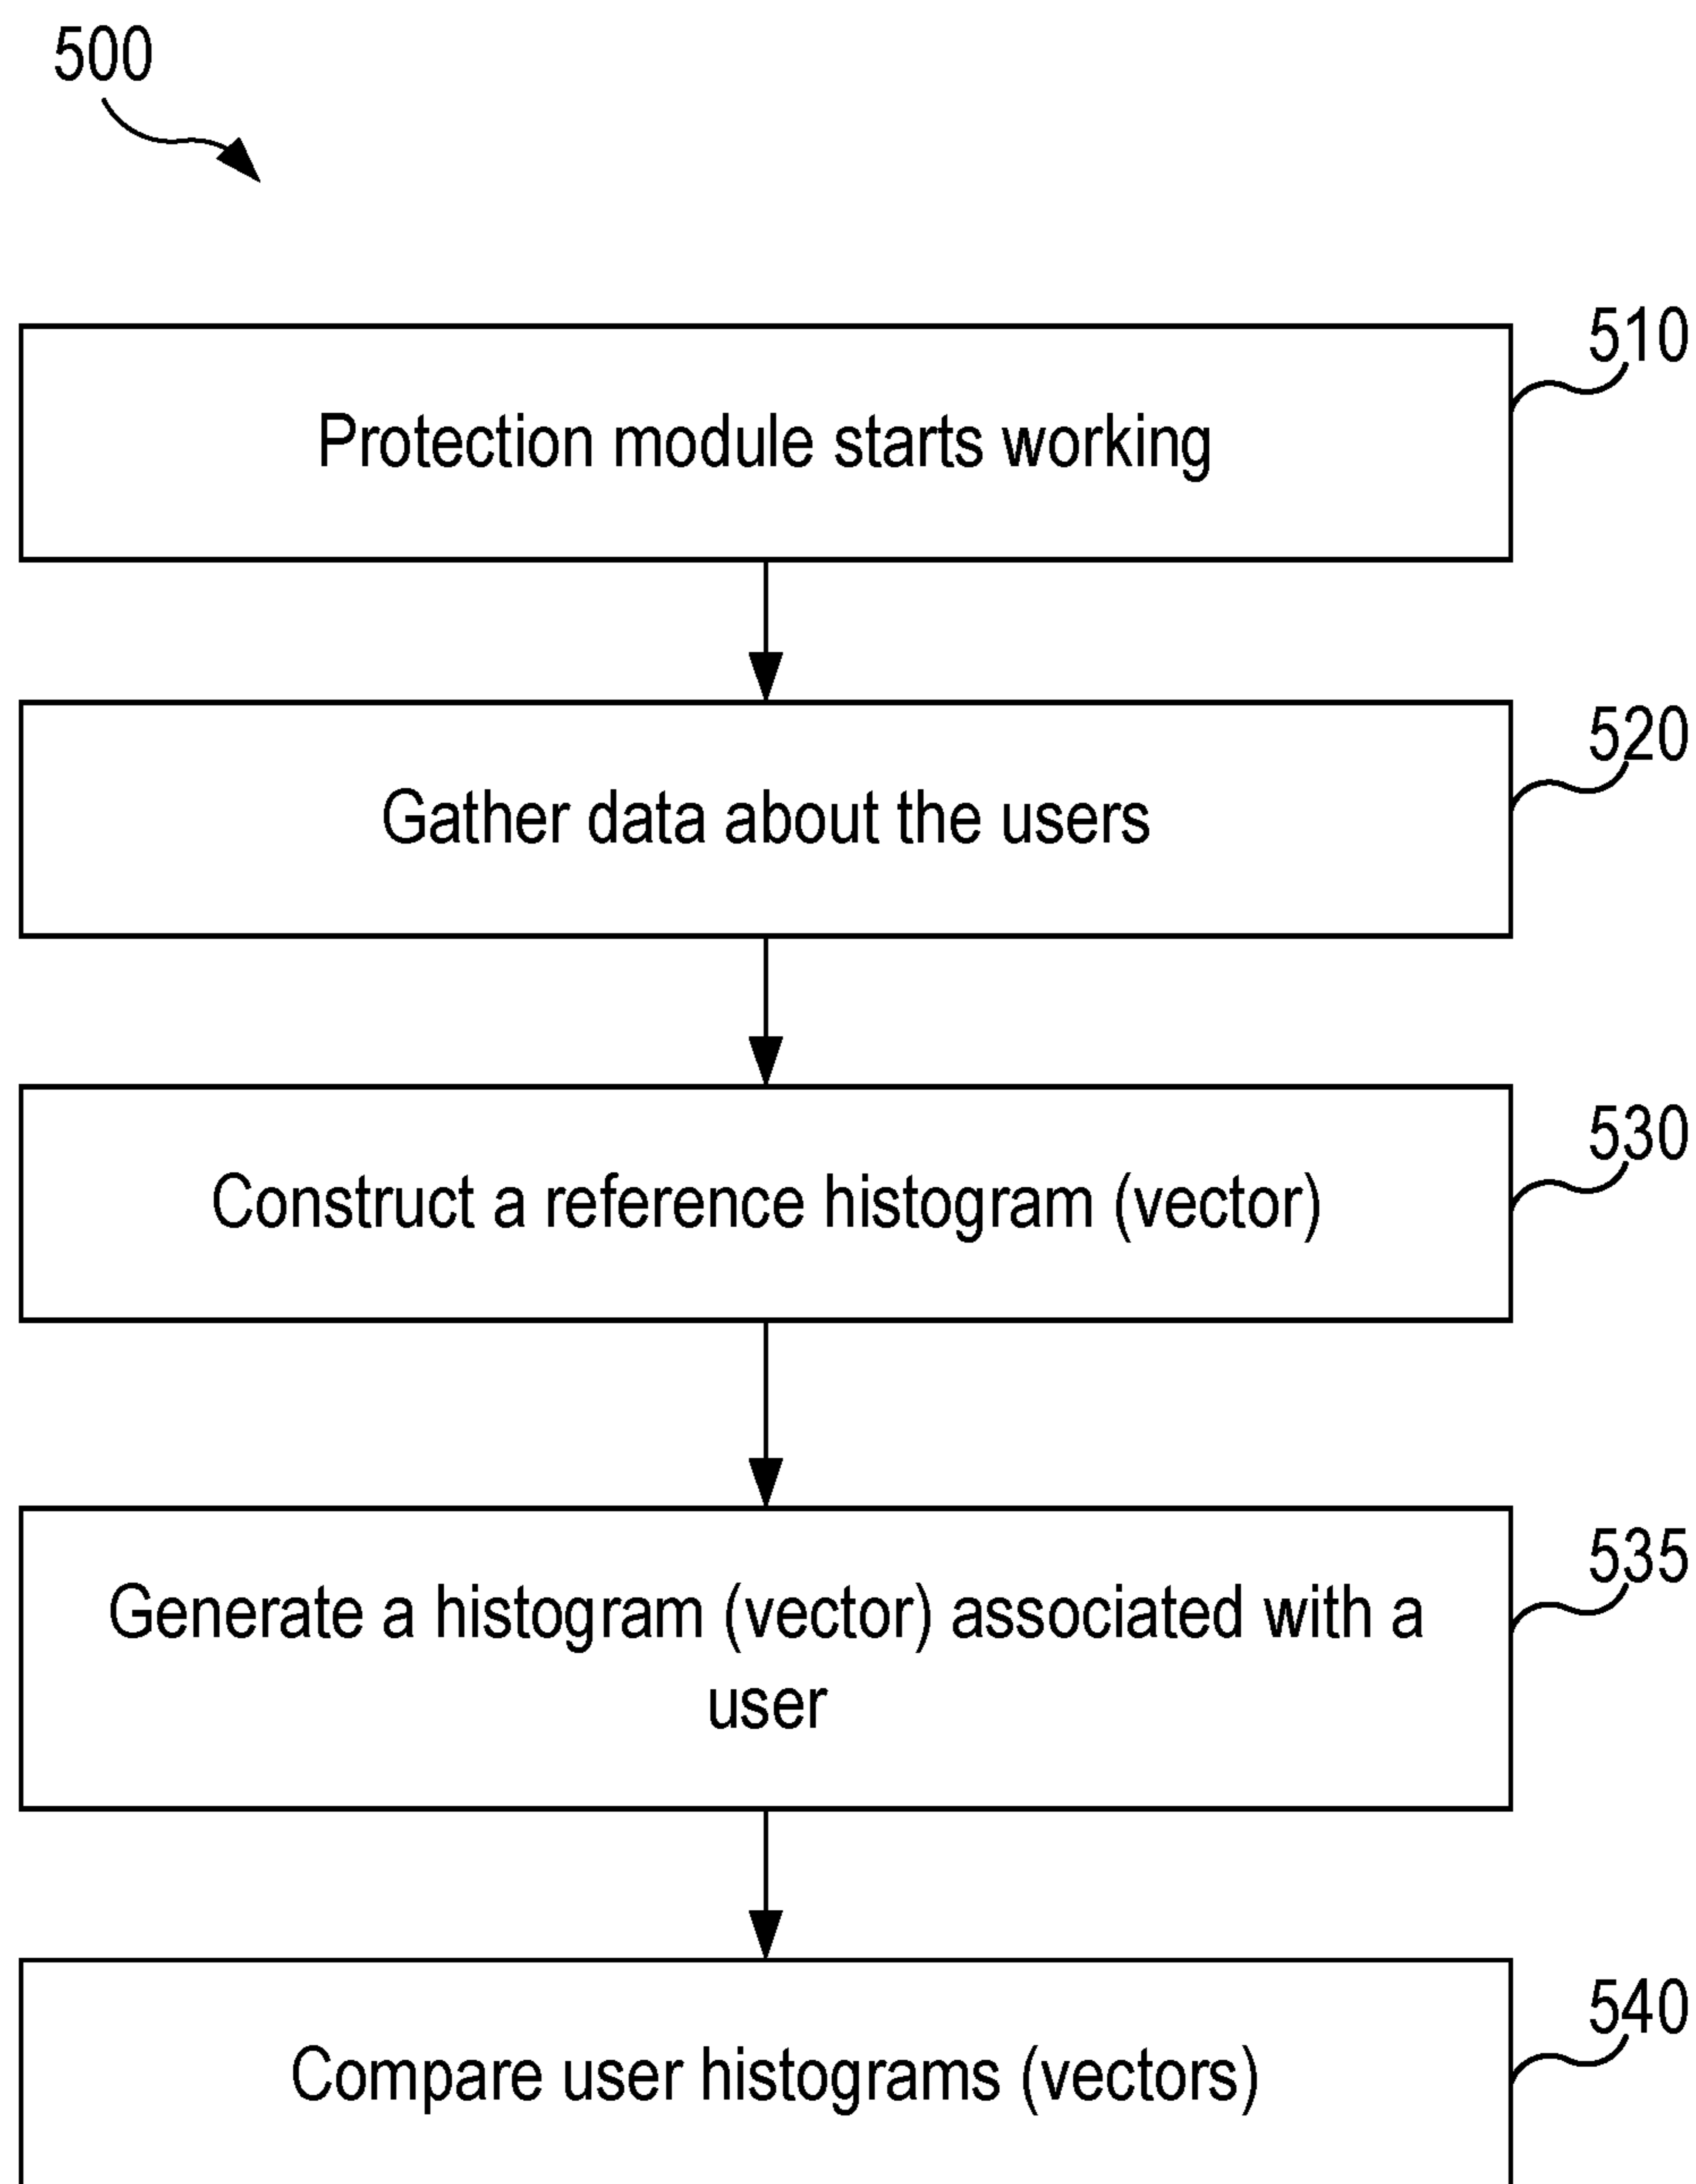 500
510
Protection module starts working
520
Gather data about the users
530
Construct a reference histogram (vector)
535
Generate a histogram (vector) associated with a
user
540
Compare user histograms (vectors)